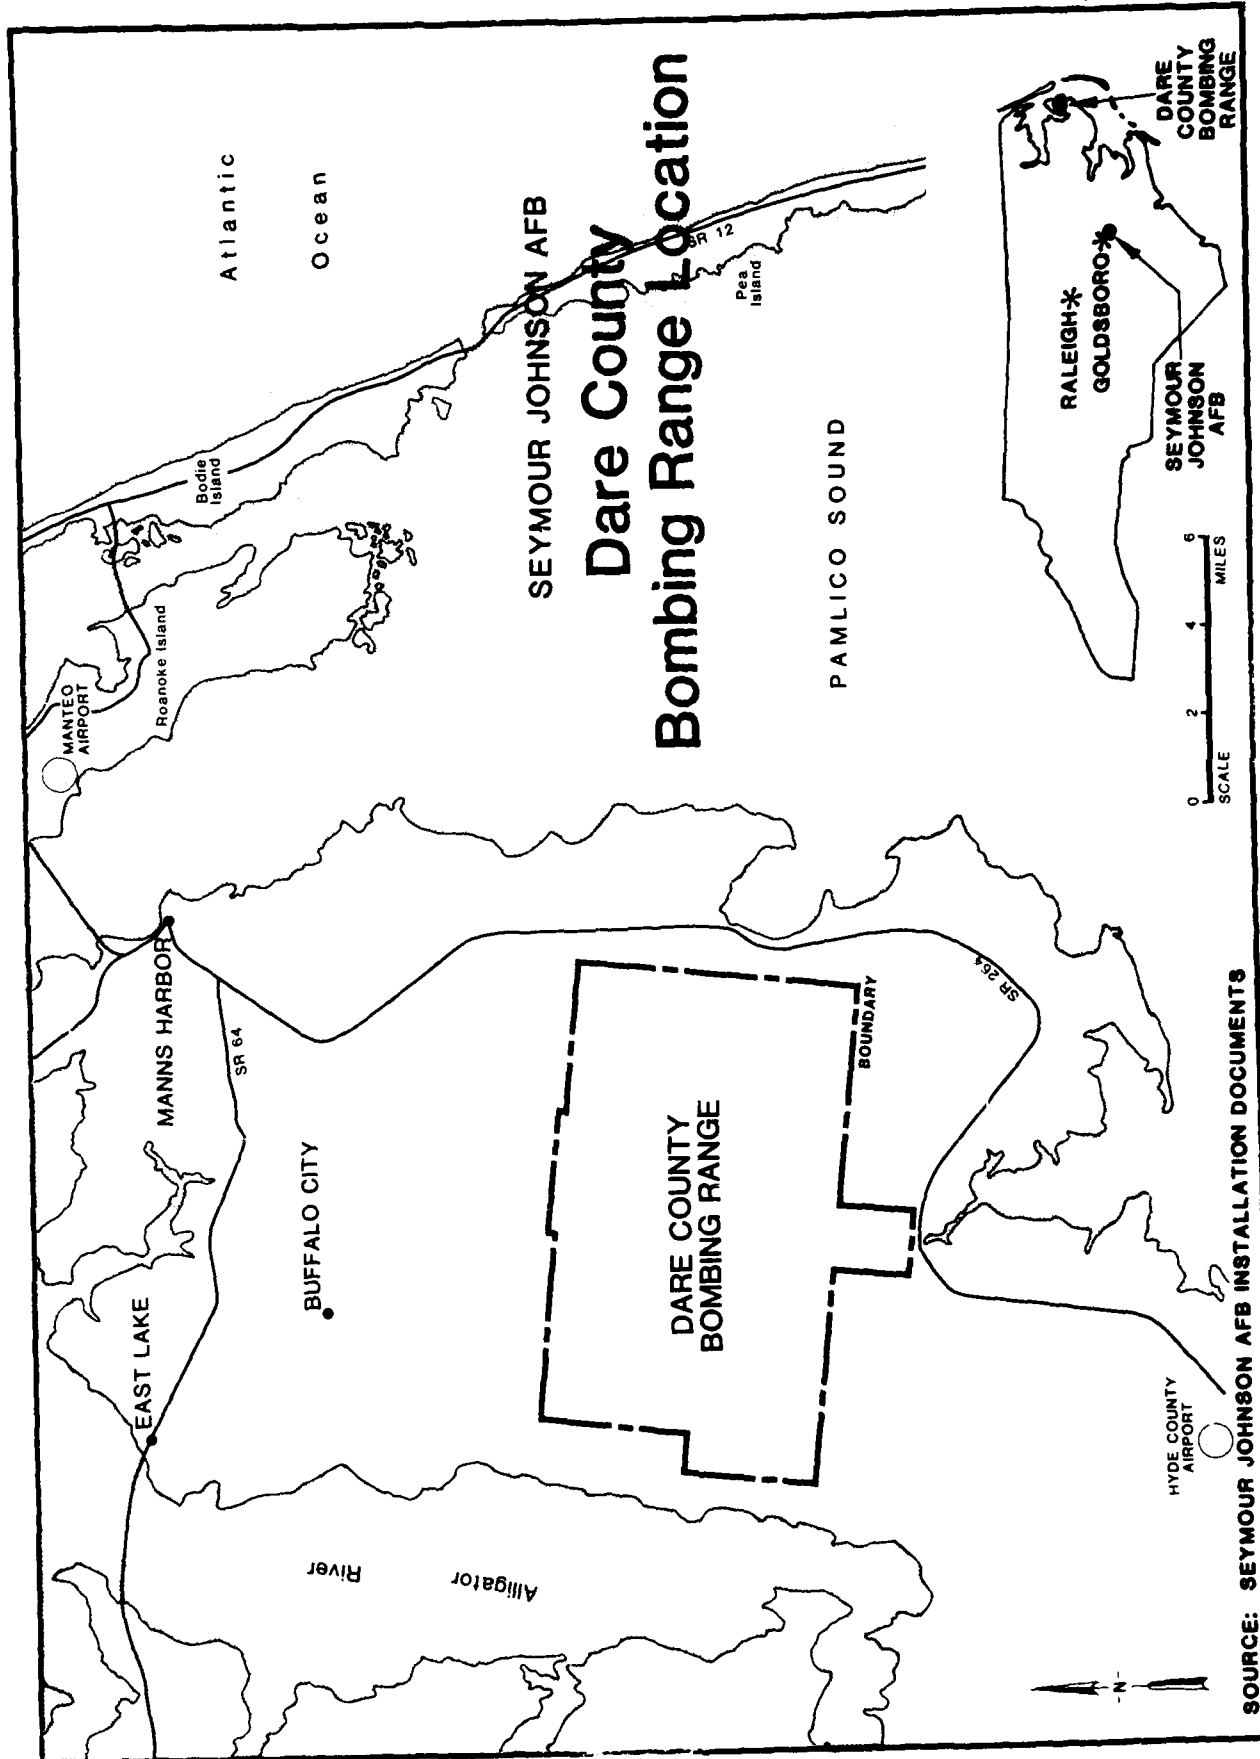 Atlantic
Ocean
MANTEO
AIRPORT
Roanoke Island
Bodie
Island
MANNS HARBOR
EAST LAKE
SR 64
BUFFALO CITY
Alligator
River
SEYMOUR JOHNSON AFB
Dare County
Bombing Range Location
SR 12
Pea
Island
PAMLICO SOUND
DARE COUNTY
BOMBING RANGE
BOUNDARY
SR 264
HYDE COUNTY
AIRPORT
-N-
0 2 4 6
SCALE MILES
RALEIGH
GOLDSBORO
SEYMOUR
JOHNSON
AFB
DARE
COUNTY
BOMBING
RANGE
SOURCE: SEYMOUR JOHNSON AFB INSTALLATION DOCUMENTS